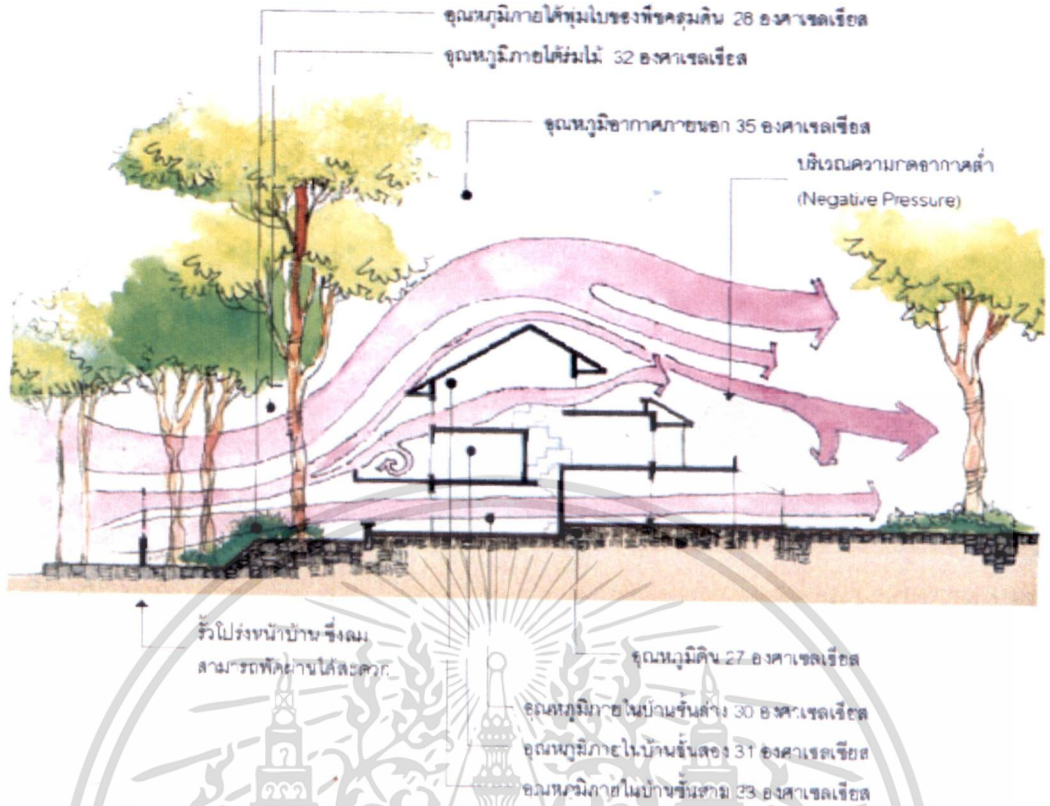 อุณหภูมิภายใต้พุ่มใบของพืชคลุมดิน 28 องศาเซลเซียส
อุณหภูมิภายใต้ร่มไม้ 32 องศาเซลเซียส
อุณหภูมิอากาศภายนอก 35 องศาเซลเซียส
บริเวณความกดอากาศต่ำ
(Negative Pressure)
รั้วโปร่งหน้าบ้าน ซึ่งลม
สามารถพัดผ่านได้สะดวก
อุณหภูมิดิน 27 องศาเซลเซียส
อุณหภูมิภายในบ้านชั้นล่าง 30 องศาเซลเซียส
อุณหภูมิภายในบ้านชั้นสอง 31 องศาเซลเซียส
อุณหภูมิภายในบ้านชั้นสาม 33 องศาเซลเซียส